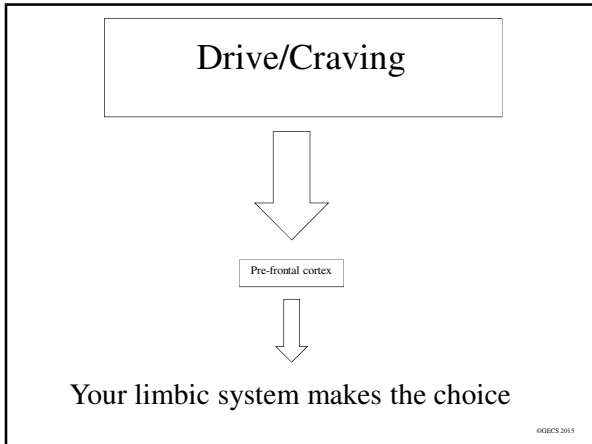 Drive/Craving
Pre-frontal cortex
Your limbic system makes the choice
©GECS 2015